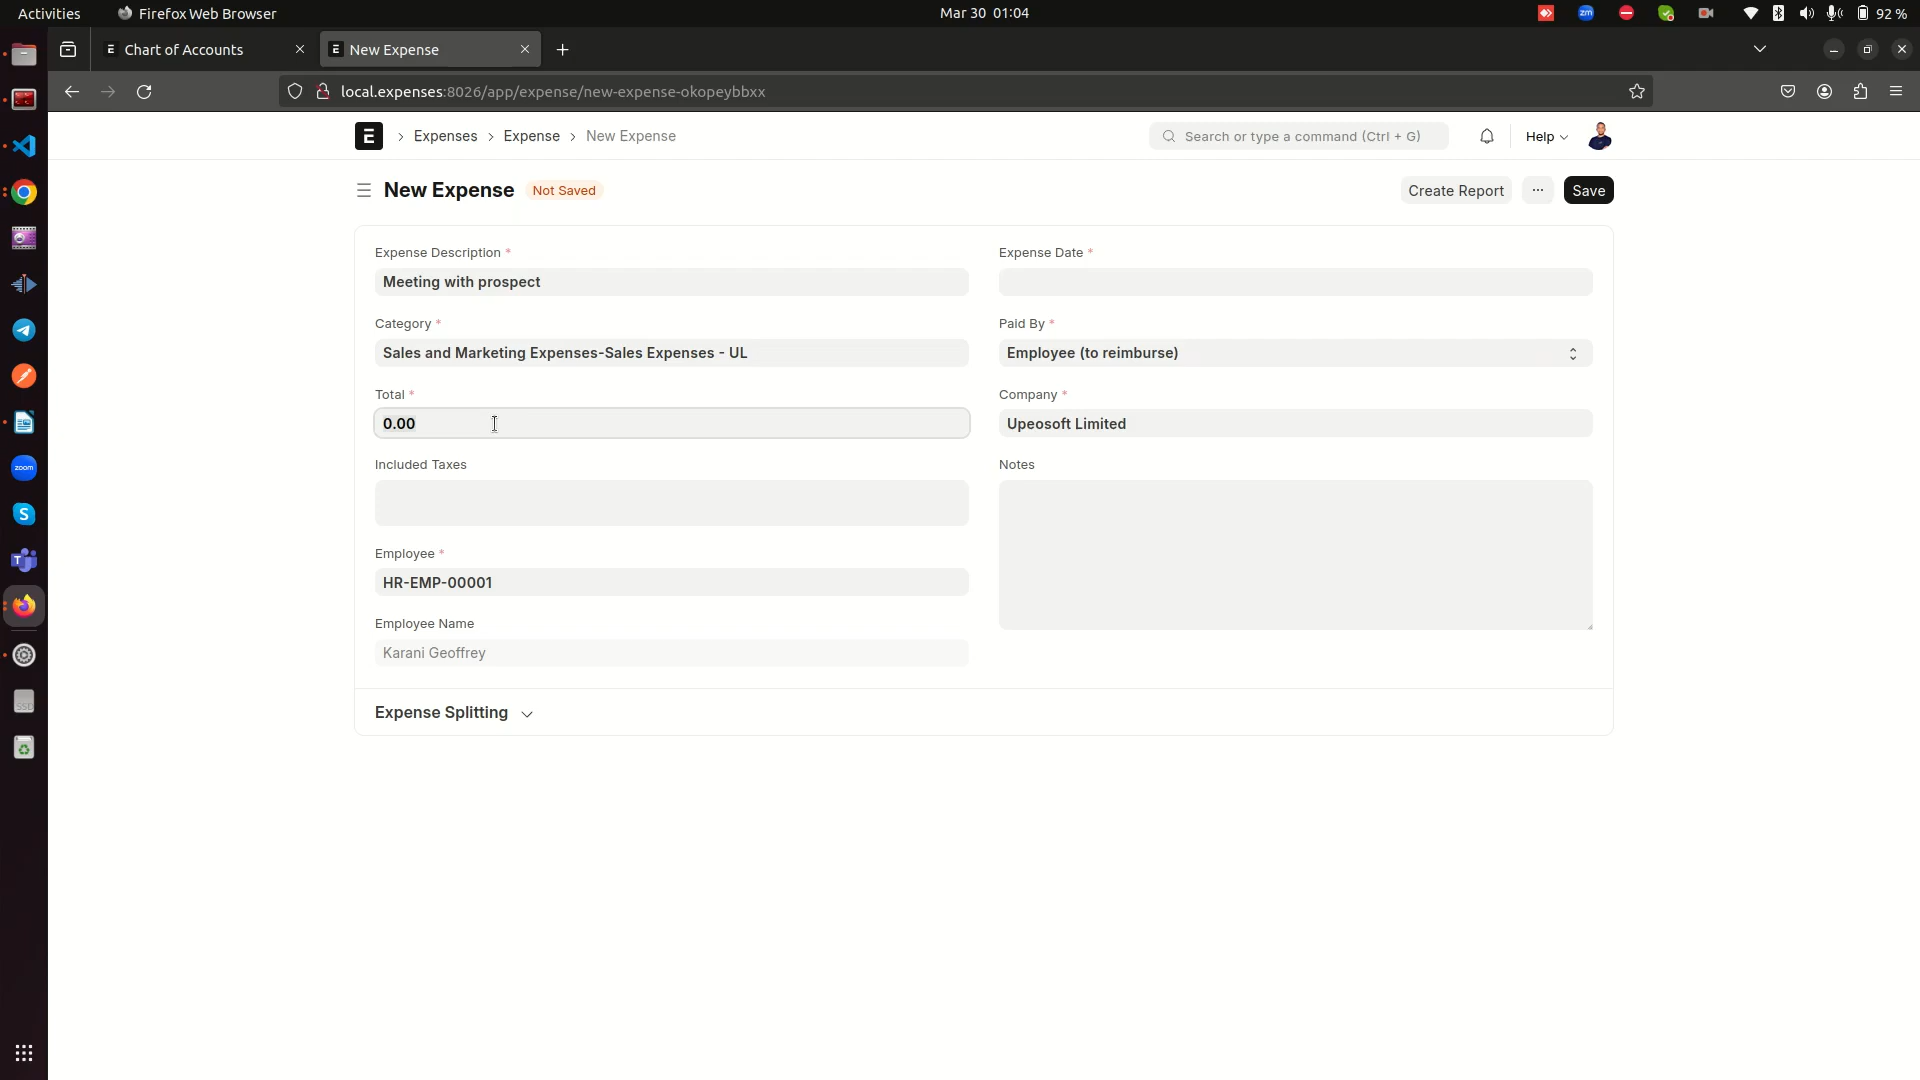 Activities
Firefox Web Browser
Mar 30 01:04
zm
92 %
E Chart of Accounts
E New Expense
local.expenses:8026/app/expense/new-expense-okopeybbxx
E
Expenses
Expense
New Expense
Search or type a command (Ctrl + G)
Help
New Expense
Not Saved
Create Report
Save
Expense Description *
Meeting with prospect
Expense Date *
Category *
Sales and Marketing Expenses-Sales Expenses - UL
Paid By *
Employee (to reimburse)
Total *
0.00
Company *
Upeosoft Limited
Included Taxes
Notes
Employee *
HR-EMP-00001
Employee Name
Karani Geoffrey
Expense Splitting
zoom
S
T
SSD